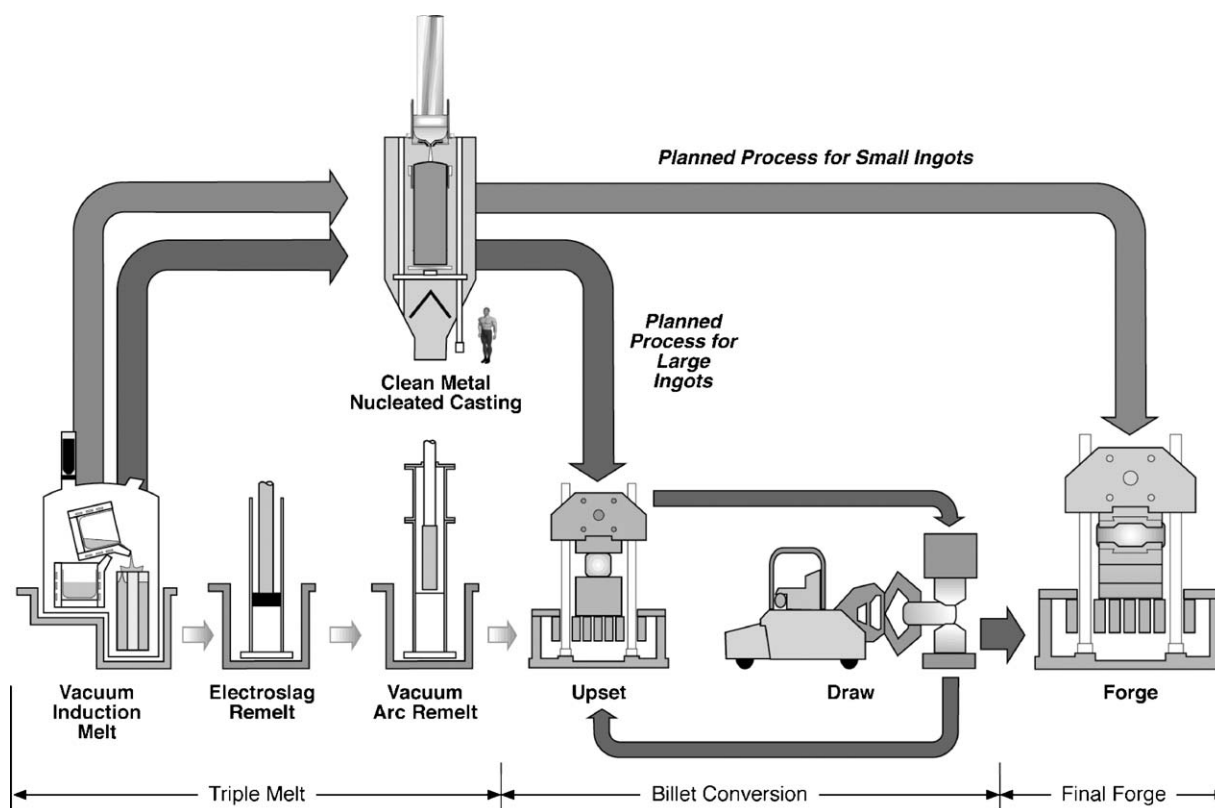 Planned Process for Small Ingots
Planned
Process for
Large
Ingots
Clean Metal
Nucleated Casting
Vacuum
Induction
Melt
Electroslag
Remelt
Vacuum
Arc Remelt
Upset
Draw
Forge
Triple Melt
Billet Conversion
Final Forge